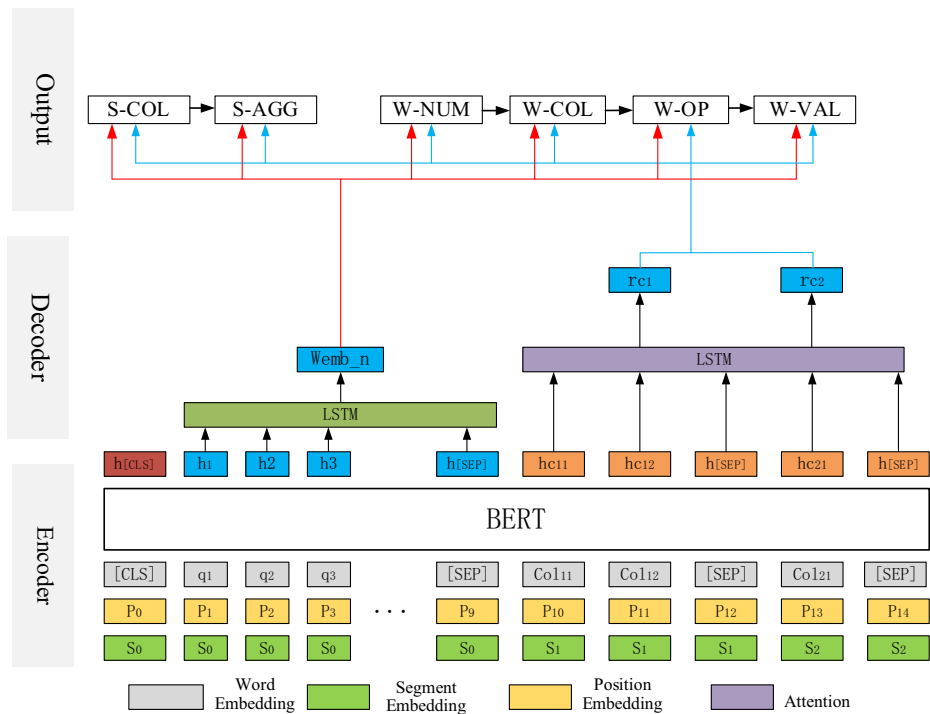 Output
S-COL S-AGG W-NUM W-COL W-OP W-VAL
Decoder
rc1 rc2
Wemb_n LSTM
LSTM
h[CLS] h1 h2 h3 h[SEP] hc11 hc12 h[SEP] hc21 h[SEP]
Encoder
BERT
[CLS] q1 q2 q3 [SEP] Col11 Col12 [SEP] Col21 [SEP]
P0 P1 P2 P3 ... P9 P10 P11 P12 P13 P14
S0 S0 S0 S0 S0 S1 S1 S1 S2 S2
Word Embedding
Segment Embedding
Position Embedding
Attention